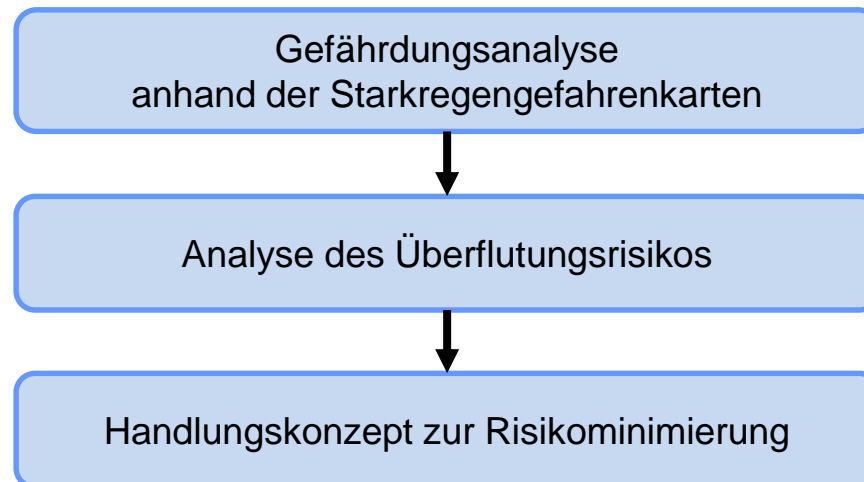 Gefährdungsanalyse
anhand der Starkregengefahrenkarten
Analyse des Überflutungsrisikos
Handlungskonzept zur Risikominimierung